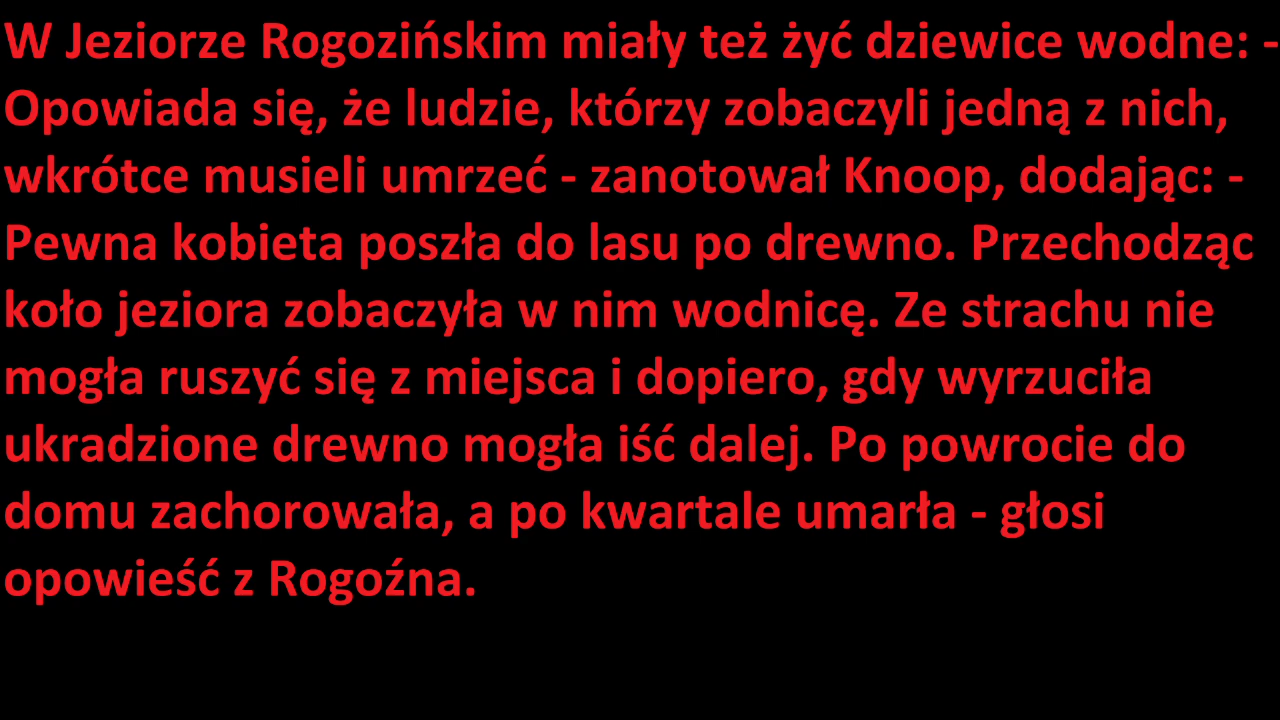 W Jeziorze Rogozińskim miały też żyć dziewice wodne: -
Opowiada się, że ludzie, którzy zobaczyli jedną z nich,
wkrótce musieli umrzeć - zanotował Knoop, dodając: -
Pewna kobieta poszła do lasu po drewno. Przechodząc
koło jeziora zobaczyła w nim wodnicę. Ze strachu nie
mogła ruszyć się z miejsca i dopiero, gdy wyrzuciła
ukradzione drewno mogła iść dalej. Po powrocie do
domu zachorowała, a po kwartale umarła - głosi
opowieść z Rogoźna.